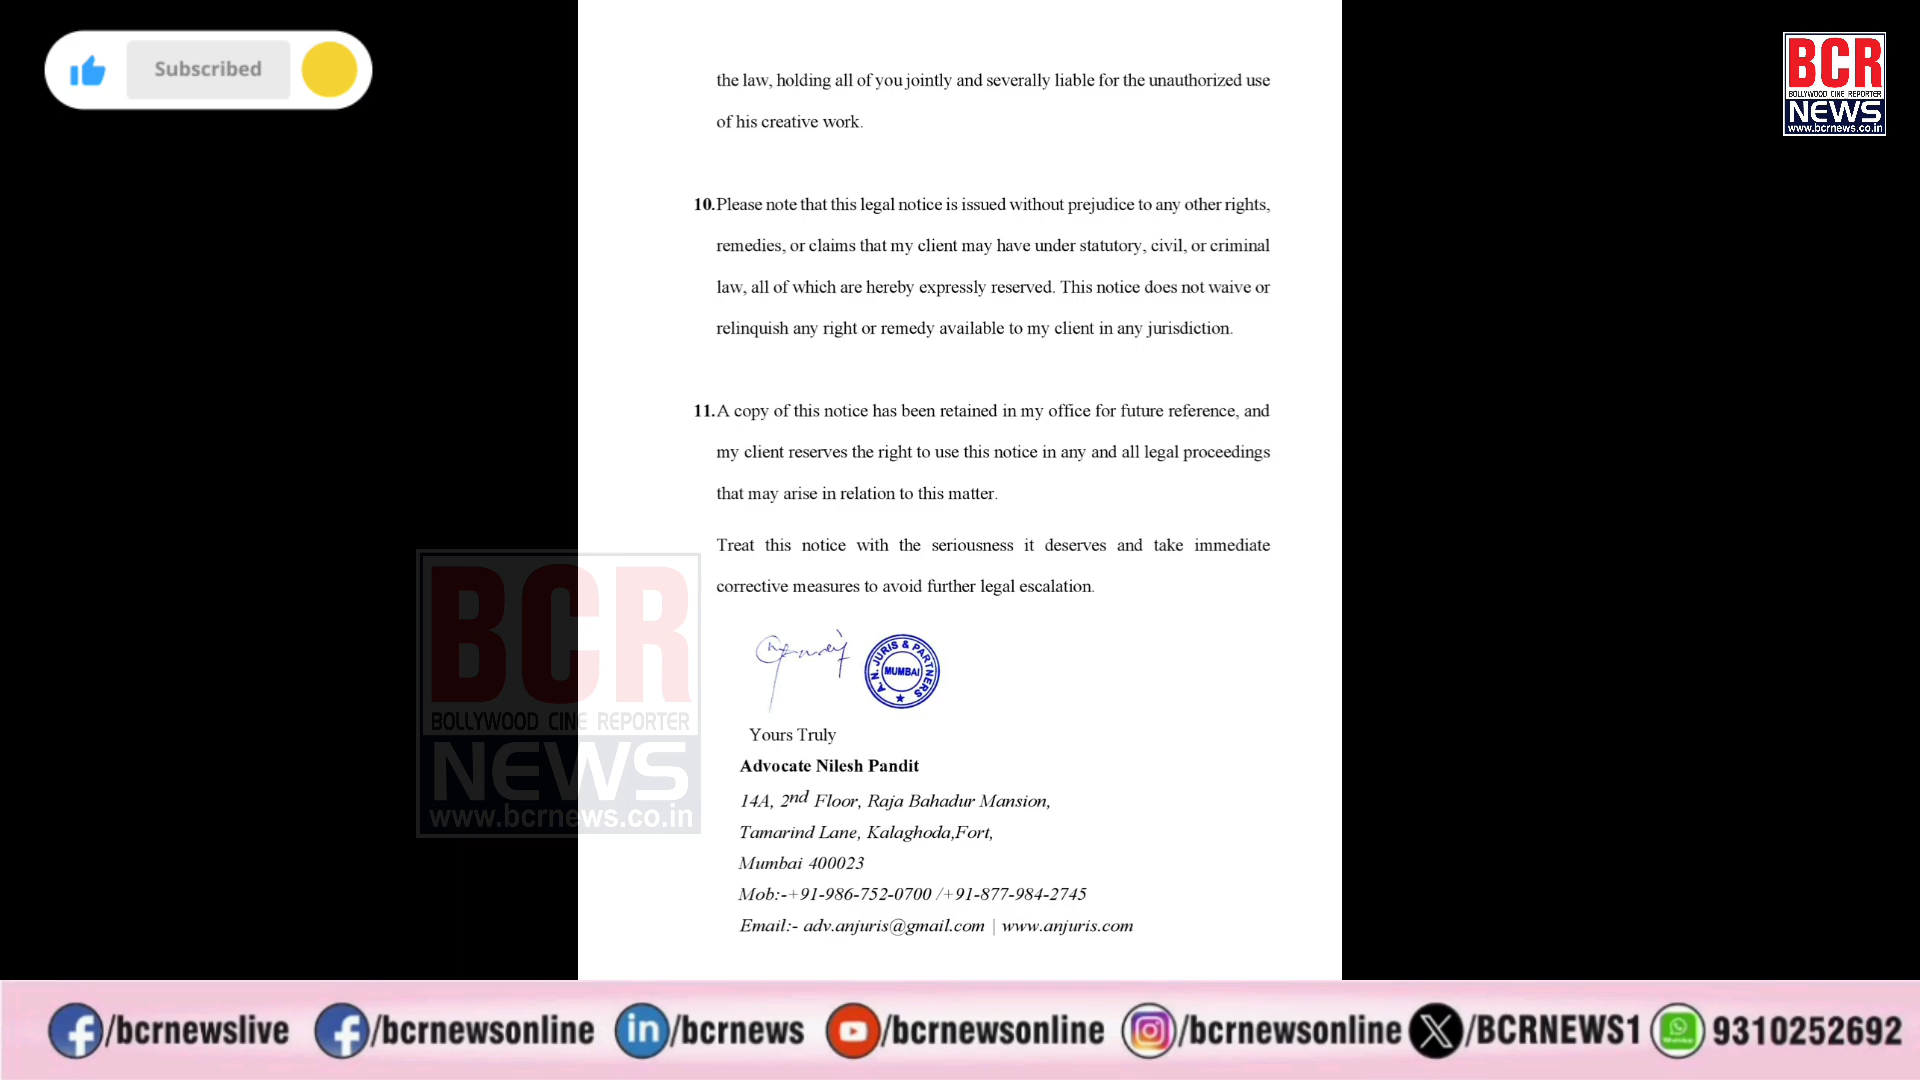 Subscribed
BCR
BOLLYWOOD CINE REPORTER
NEWS
www.bcrnews.co.in
the law, holding all of you jointly and severally liable for the unauthorized use
of his creative work.
10. Please note that this legal notice is issued without prejudice to any other rights,
remedies, or claims that my client may have under statutory, civil, or criminal
law, all of which are hereby expressly reserved. This notice does not waive or
relinquish any right or remedy available to my client in any jurisdiction.
11. A copy of this notice has been retained in my office for future reference, and
my client reserves the right to use this notice in any and all legal proceedings
that may arise in relation to this matter.
Treat this notice with the seriousness it deserves and take immediate
corrective measures to avoid further legal escalation.
A. N. JURIS & PARTNERS
MUMBAI
BCR
BOLLYWOOD CINE REPORTER
NEWS
www.bcrnews.co.in
Yours Truly
Advocate Nilesh Pandit
14A, 2nd Floor, Raja Bahadur Mansion,
Tamarind Lane, Kalaghoda,Fort,
Mumbai 400023
Mob:-+91-986-752-0700 /+91-877-984-2745
Email:- adv.anjuris@gmail.com | www.anjuris.com
/bcrnewslive /bcrnewsonline /bcrnews /bcrnewsonline /bcrnewsonline /BCRNEWS1 9310252692